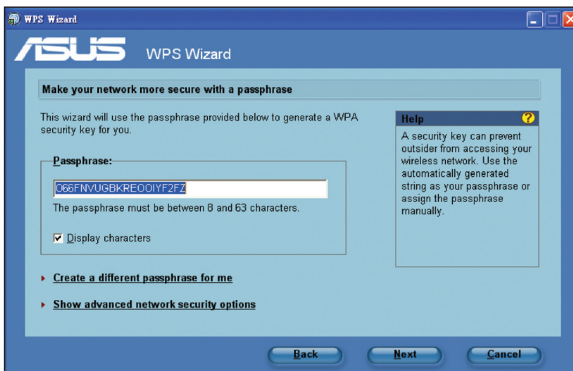 WPS Wizard
ASUS WPS Wizard
Make your network more secure with a passphrase
This wizard will use the passphrase provided below to generate a WPA
security key for you.
Passphrase:
O66FNVUGBKREOOIYF2FZ
The passphrase must be between 8 and 63 characters.
Display characters
Create a different passphrase for me
Show advanced network security options
Help
A security key can prevent
outsider from accessing your
wireless network. Use the
automatically generated
string as your passphrase or
assign the passphrase
manually.
Back Next Cancel